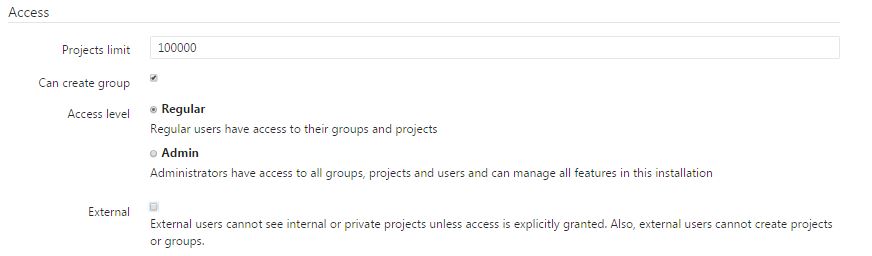 Access
Projects limit 100000
Can create group
Access level Regular
Regular users have access to their groups and projects
Admin
Administrators have access to all groups, projects and users and can manage all features in this installation
External
External users cannot see internal or private projects unless access is explicitly granted. Also, external users cannot create projects
or groups.